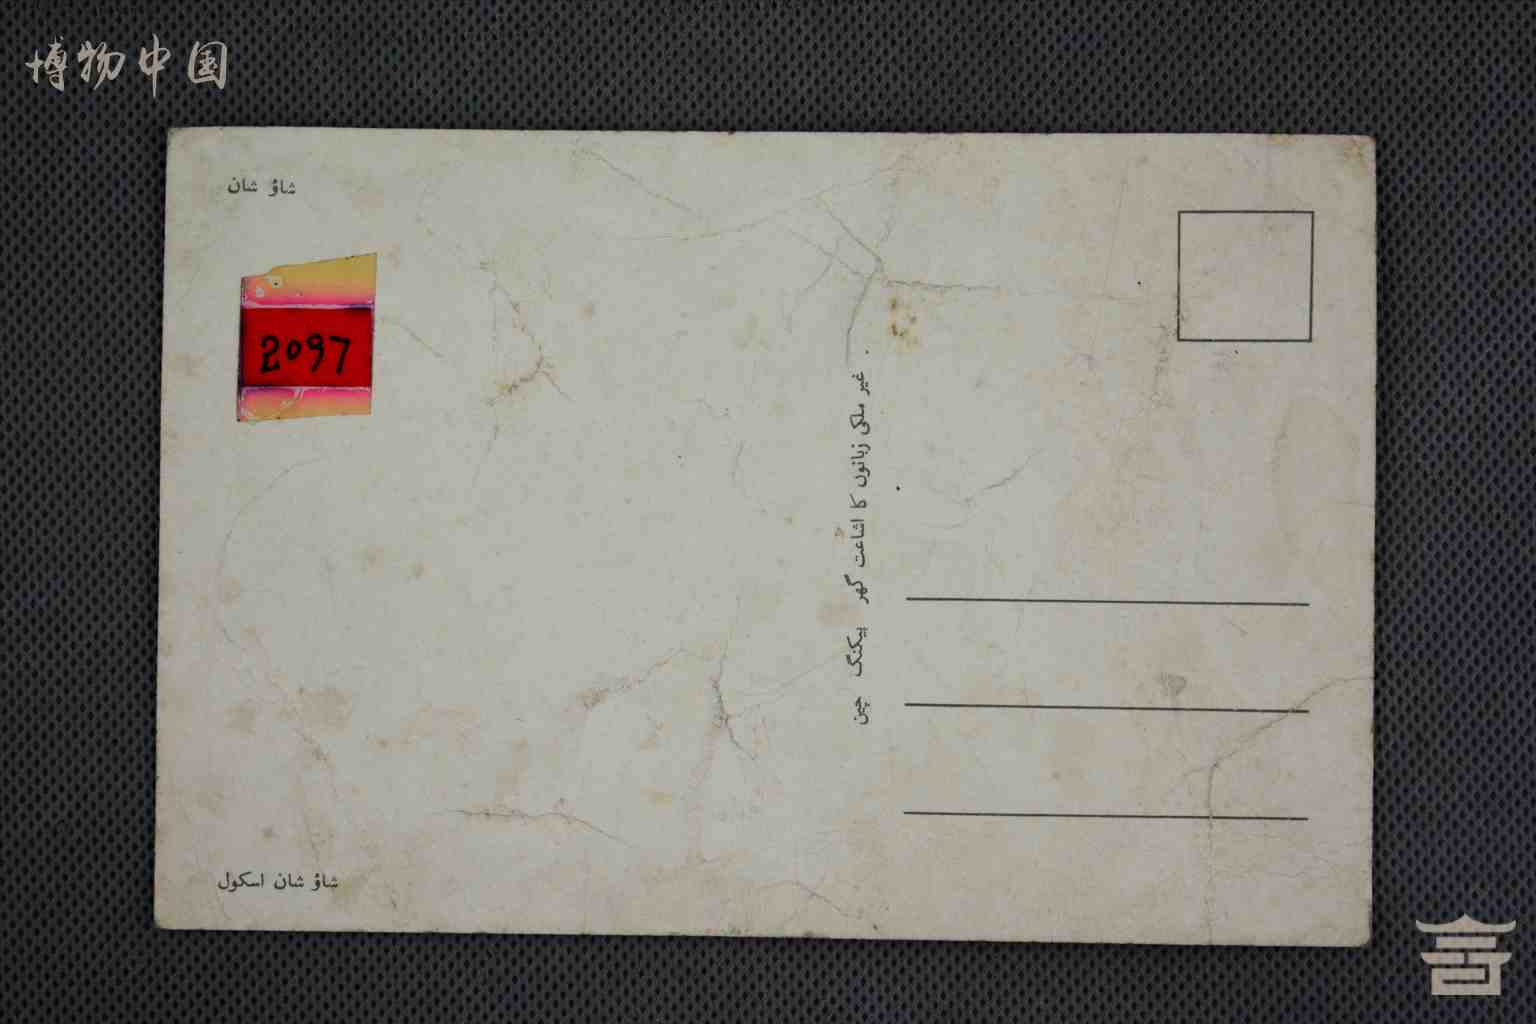 博物中国
شاؤ شان
2097
غیر ملکی زبانوں کا اشاعت گھر پیکنگ چین
شاؤ شان اسکول